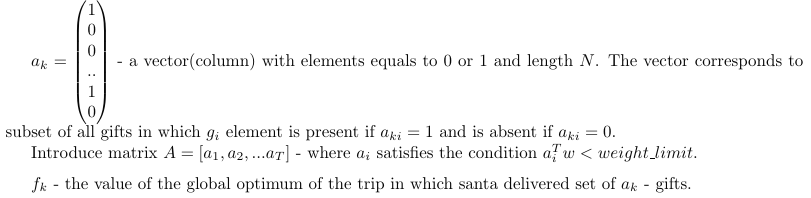 a_k = \begin{pmatrix} 1 \\ 0 \\ 0 \\ .. \\ 1 \\ 0 \end{pmatrix} - a vector(column) with elements equals to 0 or 1 and length N. The vector corresponds to
subset of all gifts in which g_i element is present if a_{ki} = 1 and is absent if a_{ki} = 0.
Introduce matrix A = [a_1, a_2, ...a_T] - where a_i satisfies the condition a_i^T w < weight_limit.
f_k - the value of the global optimum of the trip in which santa delivered set of a_k - gifts.